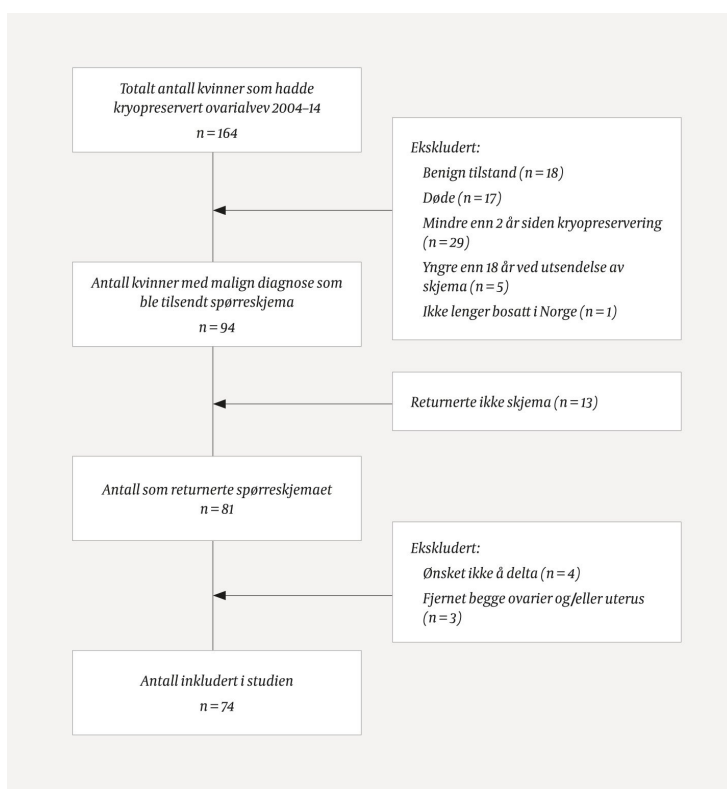 Totalt antall kvinner som hadde
kryopreservert ovarialvev 2004–14
n = 164
Ekskludert:
Benign tilstand (n = 18)
Døde (n = 17)
Mindre enn 2 år siden kryopreservering
(n = 29)
Yngre enn 18 år ved utsendelse av
skjema (n = 5)
Ikke lenger bosatt i Norge (n = 1)
Antall kvinner med malign diagnose som
ble tilsendt spørreskjema
n = 94
Returnerte ikke skjema (n = 13)
Antall som returnerte spørreskjemaet
n = 81
Ekskludert:
Ønsket ikke å delta (n = 4)
Fjernet begge ovarier og/eller uterus
(n = 3)
Antall inkludert i studien
n = 74